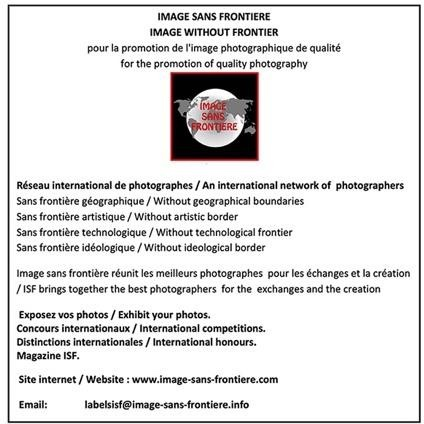 IMAGE SANS FRONTIERE
IMAGE WITHOUT FRONTIER
pour la promotion de l'image photographique de qualité
for the promotion of quality photography
IMAGE
SANS
FRONTIERE
Réseau international de photographes / An international network of photographers
Sans frontière géographique / Without geographical boundaries
Sans frontière artistique / Without artistic border
Sans frontière technologique / Without technological frontier
Sans frontière idéologique / Without ideological border
Image sans frontière réunit les meilleurs photographes pour les échanges et la création
/ ISF brings together the best photographers for the exchanges and the creation
Exposez vos photos / Exhibit your photos.
Concours internationaux / International competitions.
Distinctions internationales / International honours.
Magazine ISF.
Site internet / Website : www.image-sans-frontiere.com
Email: labelsisf@image-sans-frontiere.info